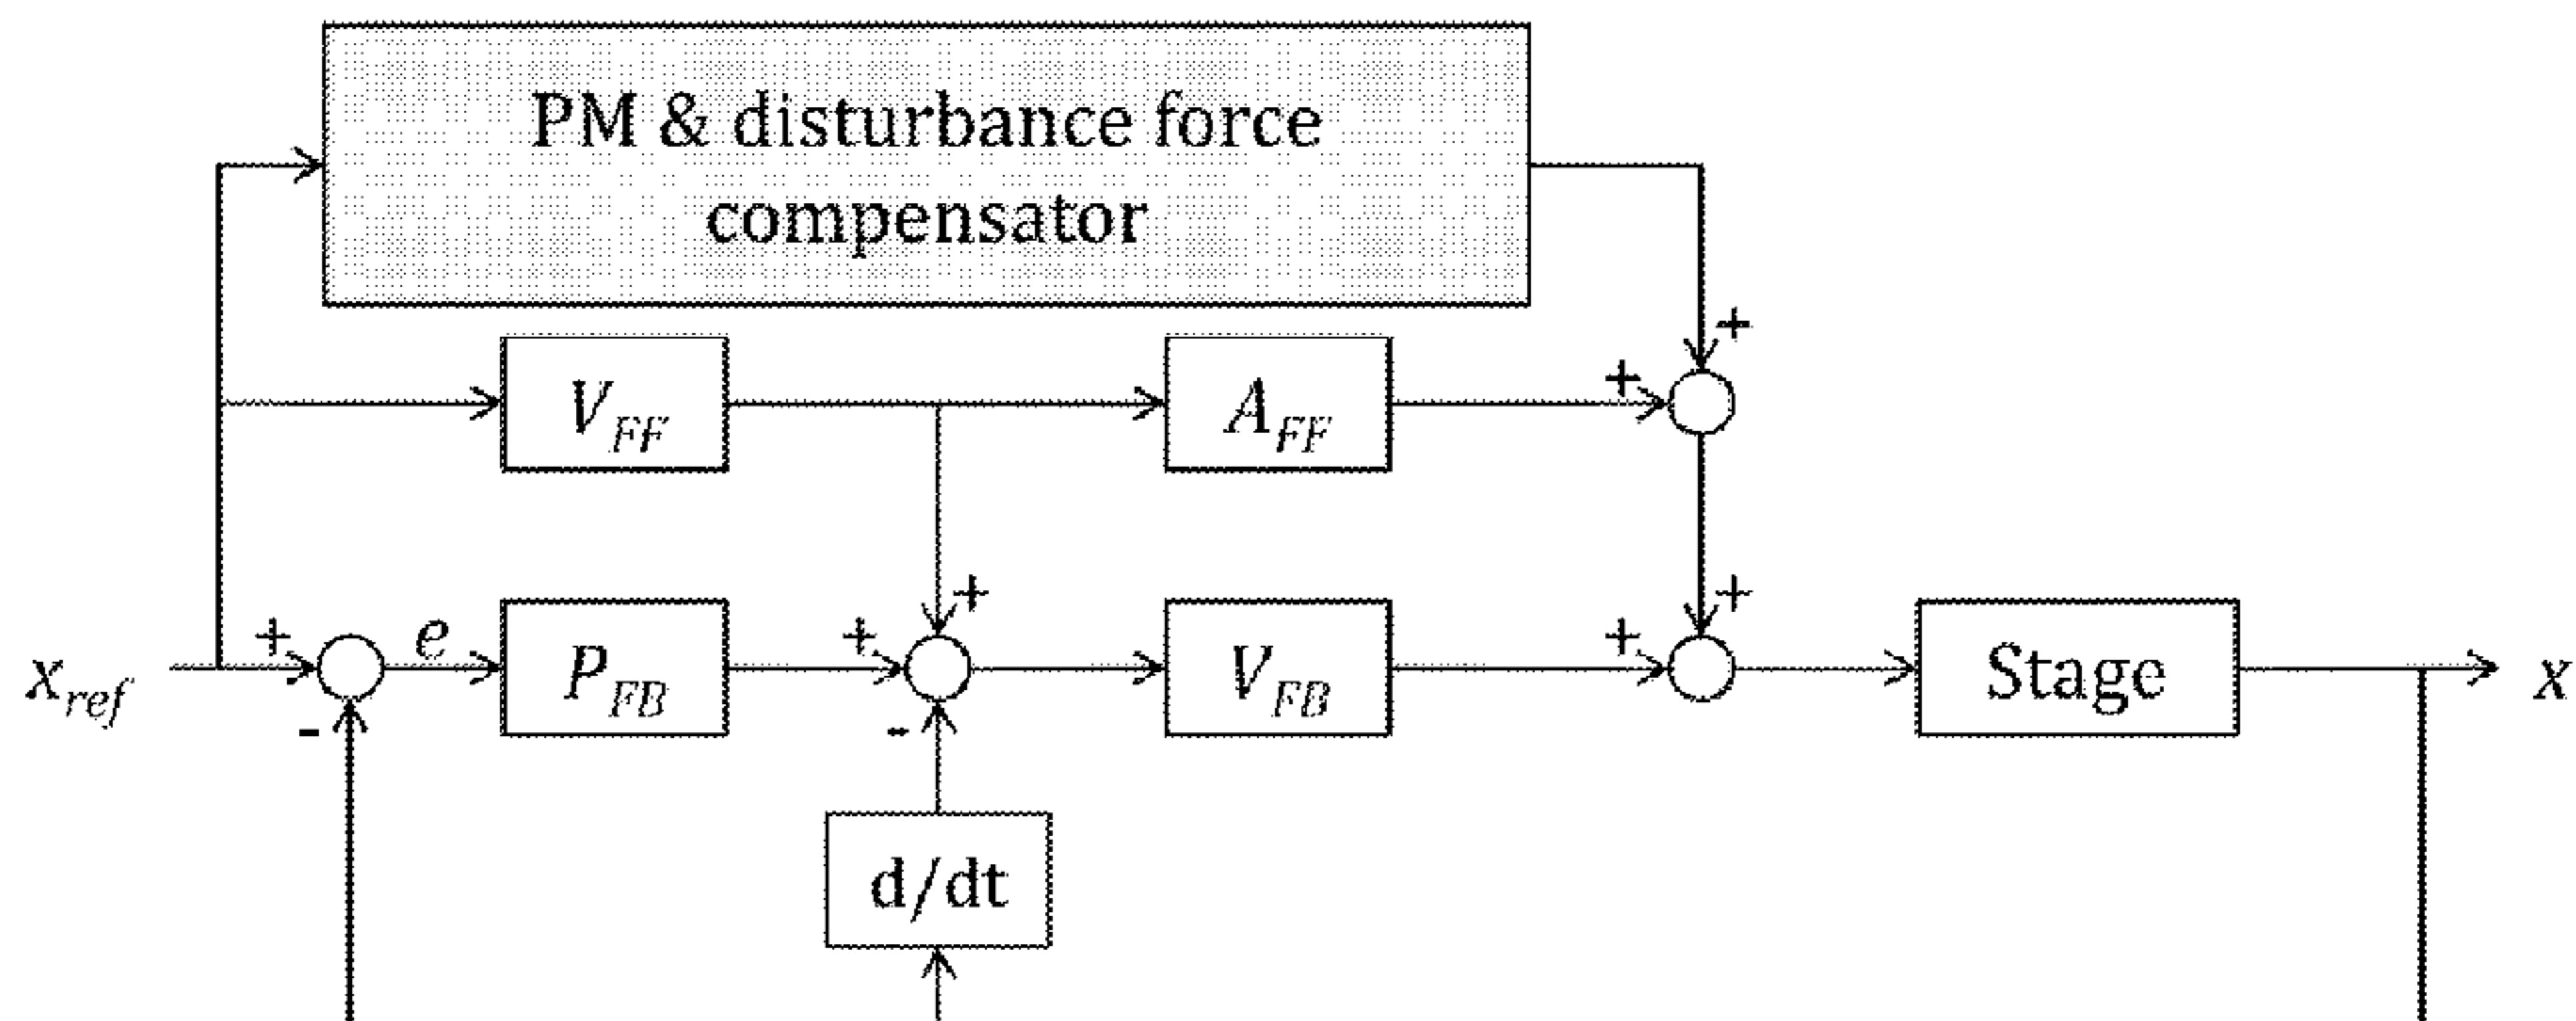 PM & disturbance force
compensator
+
V_FF
A_FF
+
+
+
x_ref
+
e
P_FB
+
V_FB
+
Stage
x
-
-
d/dt